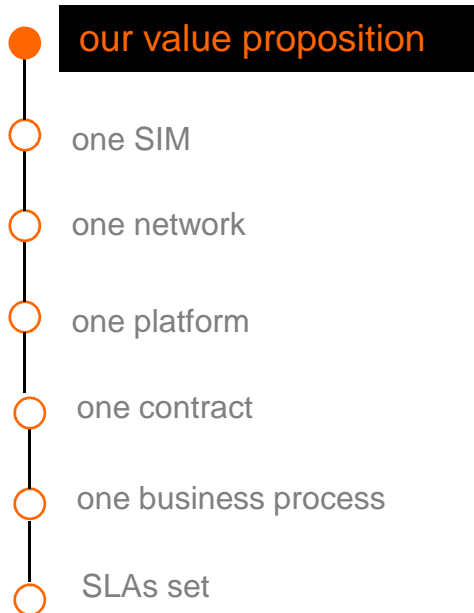 our value proposition
one SIM
one network
one platform
one contract
one business process
SLAs set